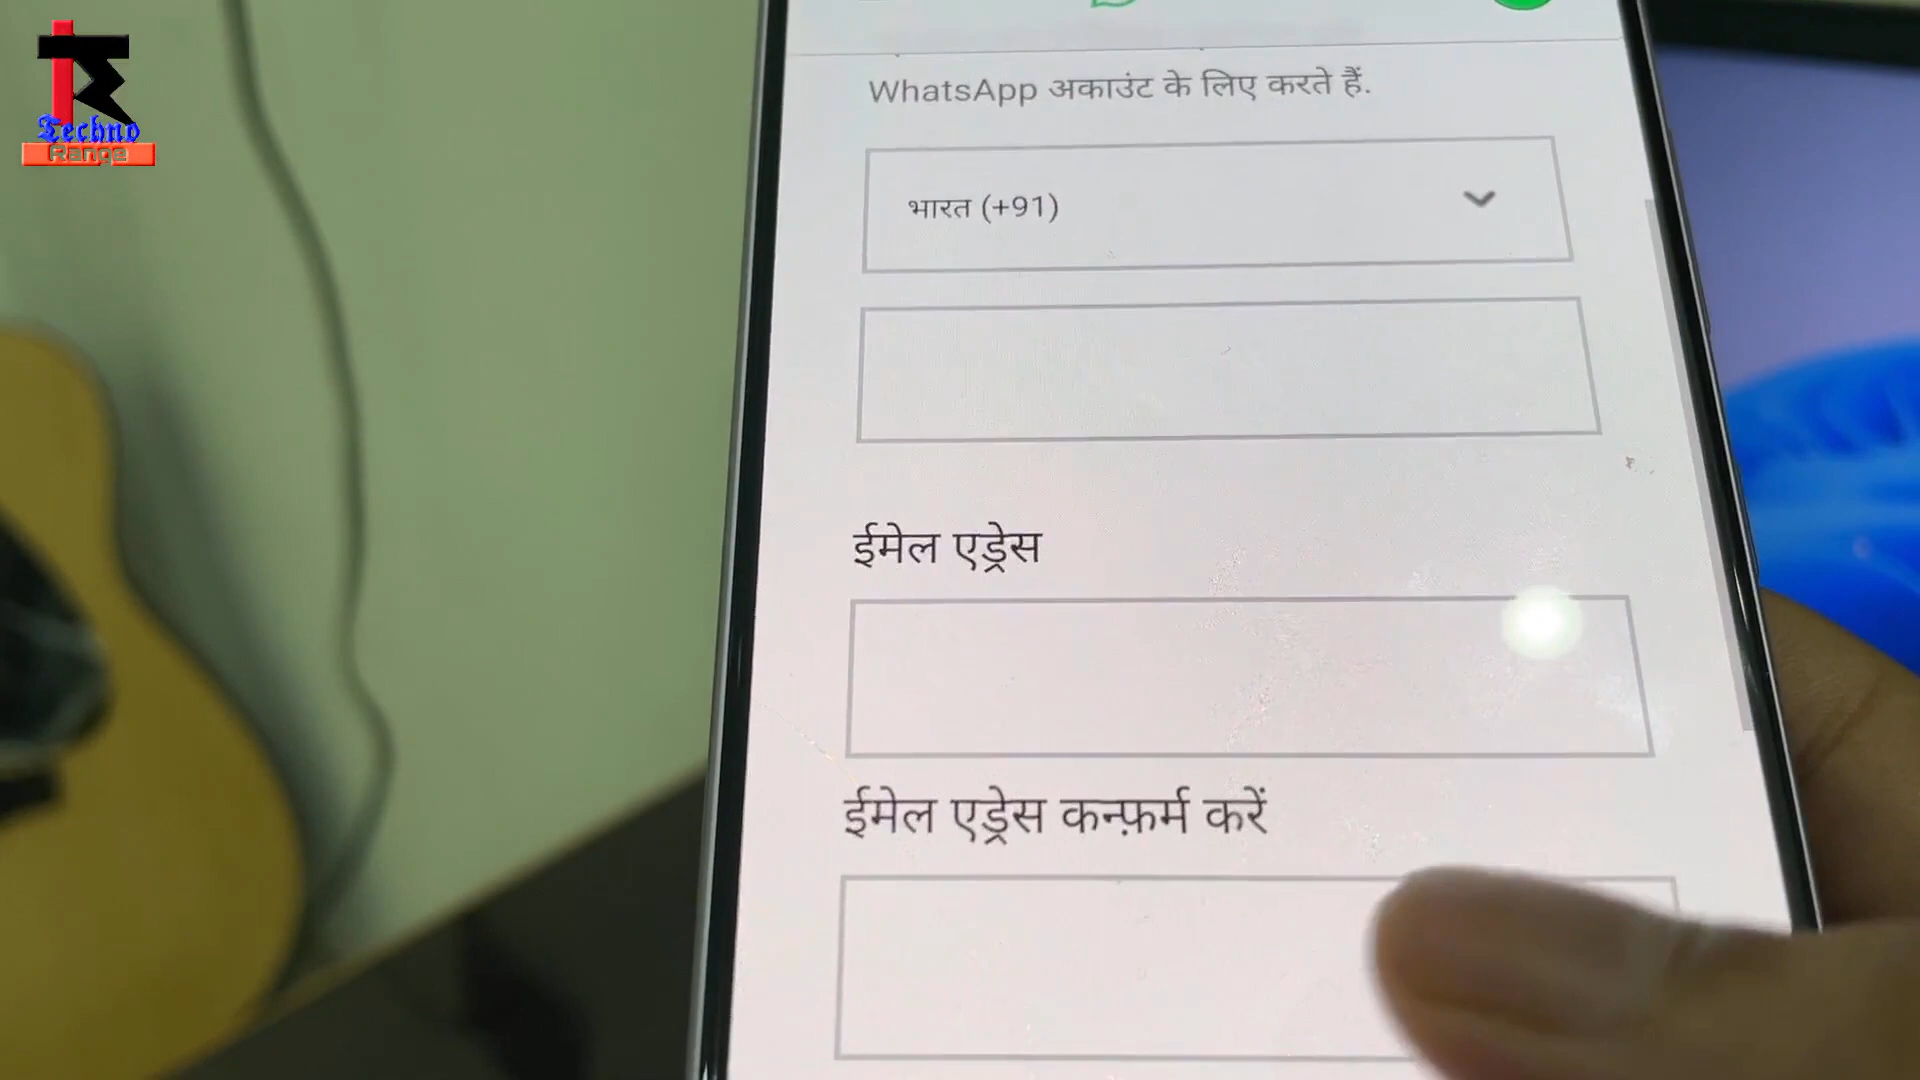 Techno
Range
WhatsApp अकाउंट के लिए करते हैं.
भारत (+91)
ईमेल एड्रेस
ईमेल एड्रेस कन्फ़र्म करें